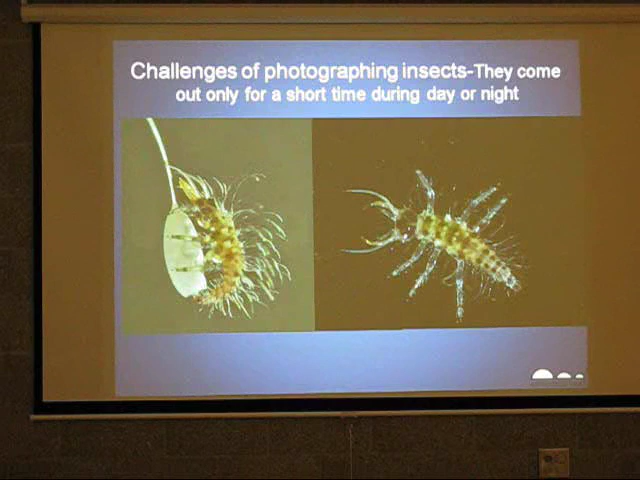 Challenges of photographing insects-They come
out only for a short time during day or night